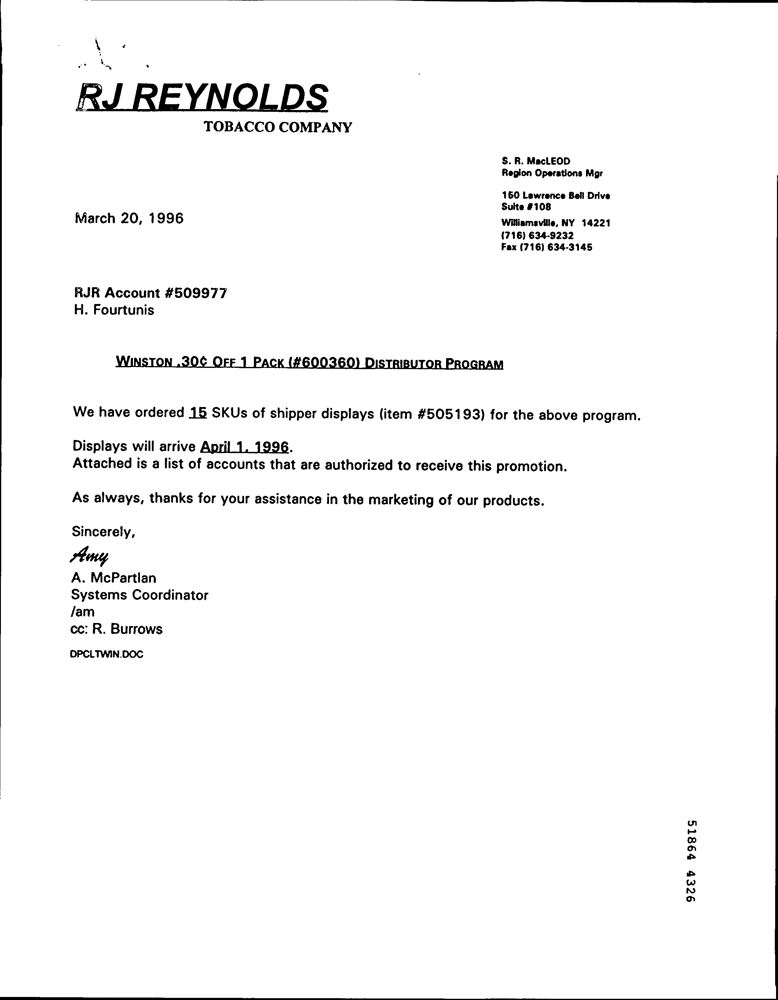 RJ REYNOLDS
TOBACCO COMPANY
S. R. MacLEOD
Region Operations Mgr
150 Lawrence Bell Drive
Suite #108
Williamsville, NY 14221
(716) 634-9232
Fax (716) 634-3145
March 20, 1996
RJR Account #509977
H. Fourtunis
WINSTON .30¢ OFF 1 PACK (#600360) DISTRIBUTOR PROGRAM
We have ordered 15 SKUs of shipper displays (item #505193) for the above program.
Displays will arrive April 1, 1996.
Attached is a list of accounts that are authorized to receive this promotion.
As always, thanks for your assistance in the marketing of our products.
Sincerely,
Amy
A. McPartlan
Systems Coordinator
/am
cc: R. Burrows
DPCLTWIN.DOC
51864 4326